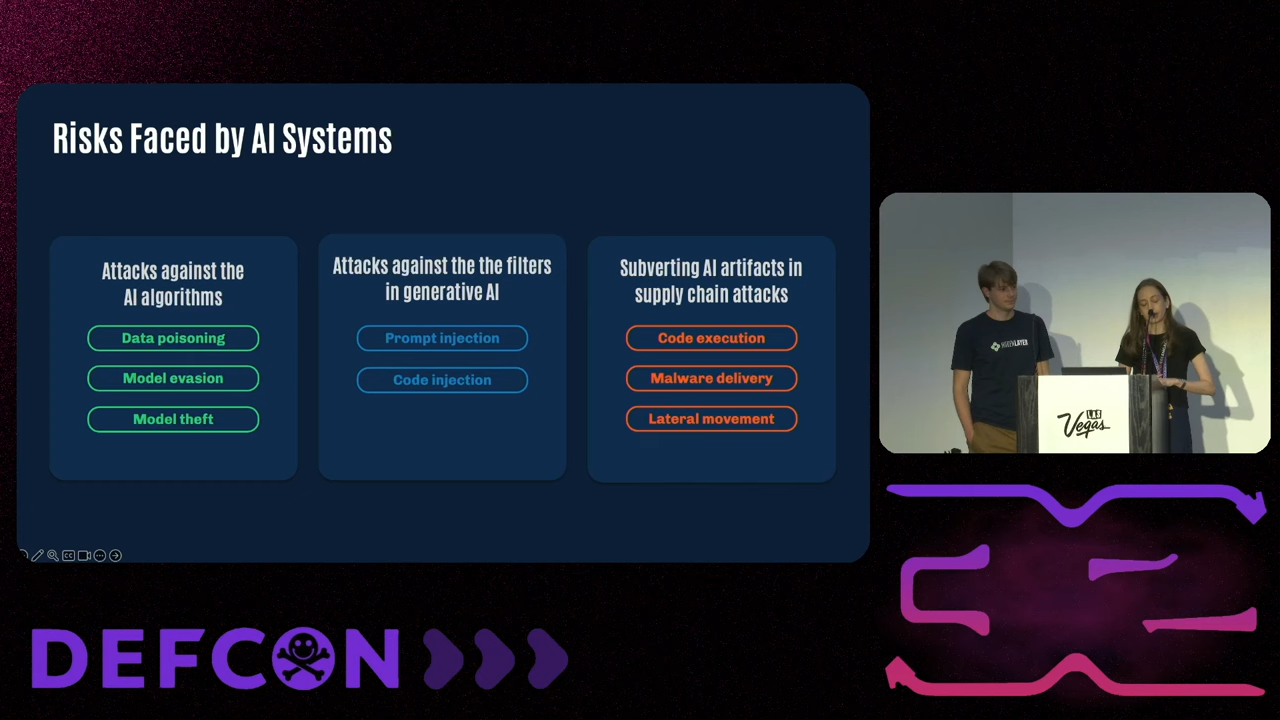 Risks Faced by AI Systems
Attacks against the
AI algorithms
Data poisoning
Model evasion
Model theft
Attacks against the the filters
in generative AI
Prompt injection
Code injection
Subverting AI artifacts in
supply chain attacks
Code execution
Malware delivery
Lateral movement
HIDDENLAYER
LAS
Vegas
DEFCON